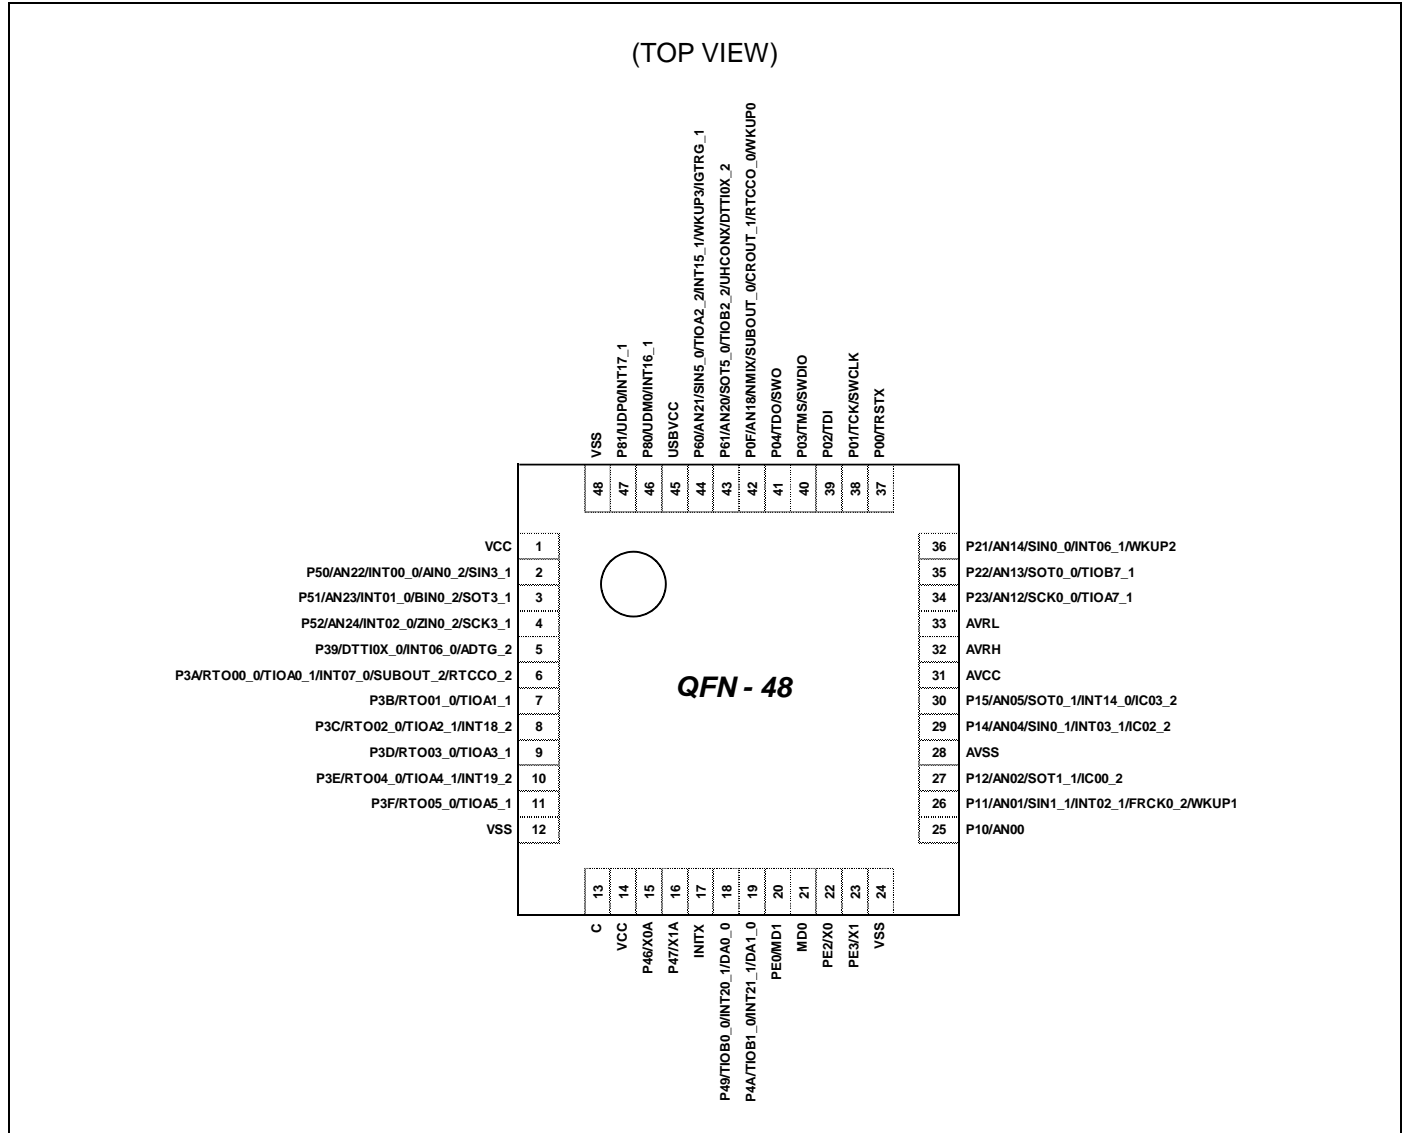 (TOP VIEW)
VSS
P81/UDP0/INT17_1
P80/UDM0/INT16_1
USBVCC
P60/AN21/SIN5_0/TIOA2_2/INT15_1/WKUP3/IGTRG_1
P61/AN20/SOT5_0/TIOB2_2/UHCONX/DTTI0X_2
P0F/AN18/NMIX/SUBOUT_0/CROUT_1/RTCCO_0/WKUP0
P04/TDO/SWO
P03/TMS/SWDIO
P02/TDI
P01/TCK/SWCLK
P00/TRSTX
48
47
46
45
44
43
42
41
40
39
38
37
VCC 1
P50/AN22/INT00_0/AIN0_2/SIN3_1 2
P51/AN23/INT01_0/BIN0_2/SOT3_1 3
P52/AN24/INT02_0/ZIN0_2/SCK3_1 4
P39/DTTI0X_0/INT06_0/ADTG_2 5
P3A/RTO00_0/TIOA0_1/INT07_0/SUBOUT_2/RTCCO_2 6
P3B/RTO01_0/TIOA1_1 7
P3C/RTO02_0/TIOA2_1/INT18_2 8
P3D/RTO03_0/TIOA3_1 9
P3E/RTO04_0/TIOA4_1/INT19_2 10
P3F/RTO05_0/TIOA5_1 11
VSS 12
QFN - 48
36 P21/AN14/SIN0_0/INT06_1/WKUP2
35 P22/AN13/SOT0_0/TIOB7_1
34 P23/AN12/SCK0_0/TIOA7_1
33 AVRL
32 AVRH
31 AVCC
30 P15/AN05/SOT0_1/INT14_0/IC03_2
29 P14/AN04/SIN0_1/INT03_1/IC02_2
28 AVSS
27 P12/AN02/SOT1_1/IC00_2
26 P11/AN01/SIN1_1/INT02_1/FRCK0_2/WKUP1
25 P10/AN00
13
14
15
16
17
18
19
20
21
22
23
24
C
VCC
P46/X0A
P47/X1A
INITX
P49/TIOB0_0/INT20_1/DA0_0
P4A/TIOB1_0/INT21_1/DA1_0
PE0/MD1
MD0
PE2/X0
PE3/X1
VSS